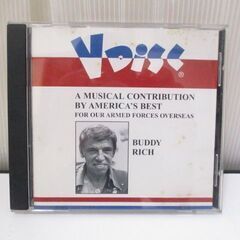 V Disc
®
A MUSICAL CONTRIBUTION
BY AMERICA'S BEST
FOR OUR ARMED FORCES OVERSEAS
BUDDY
RICH